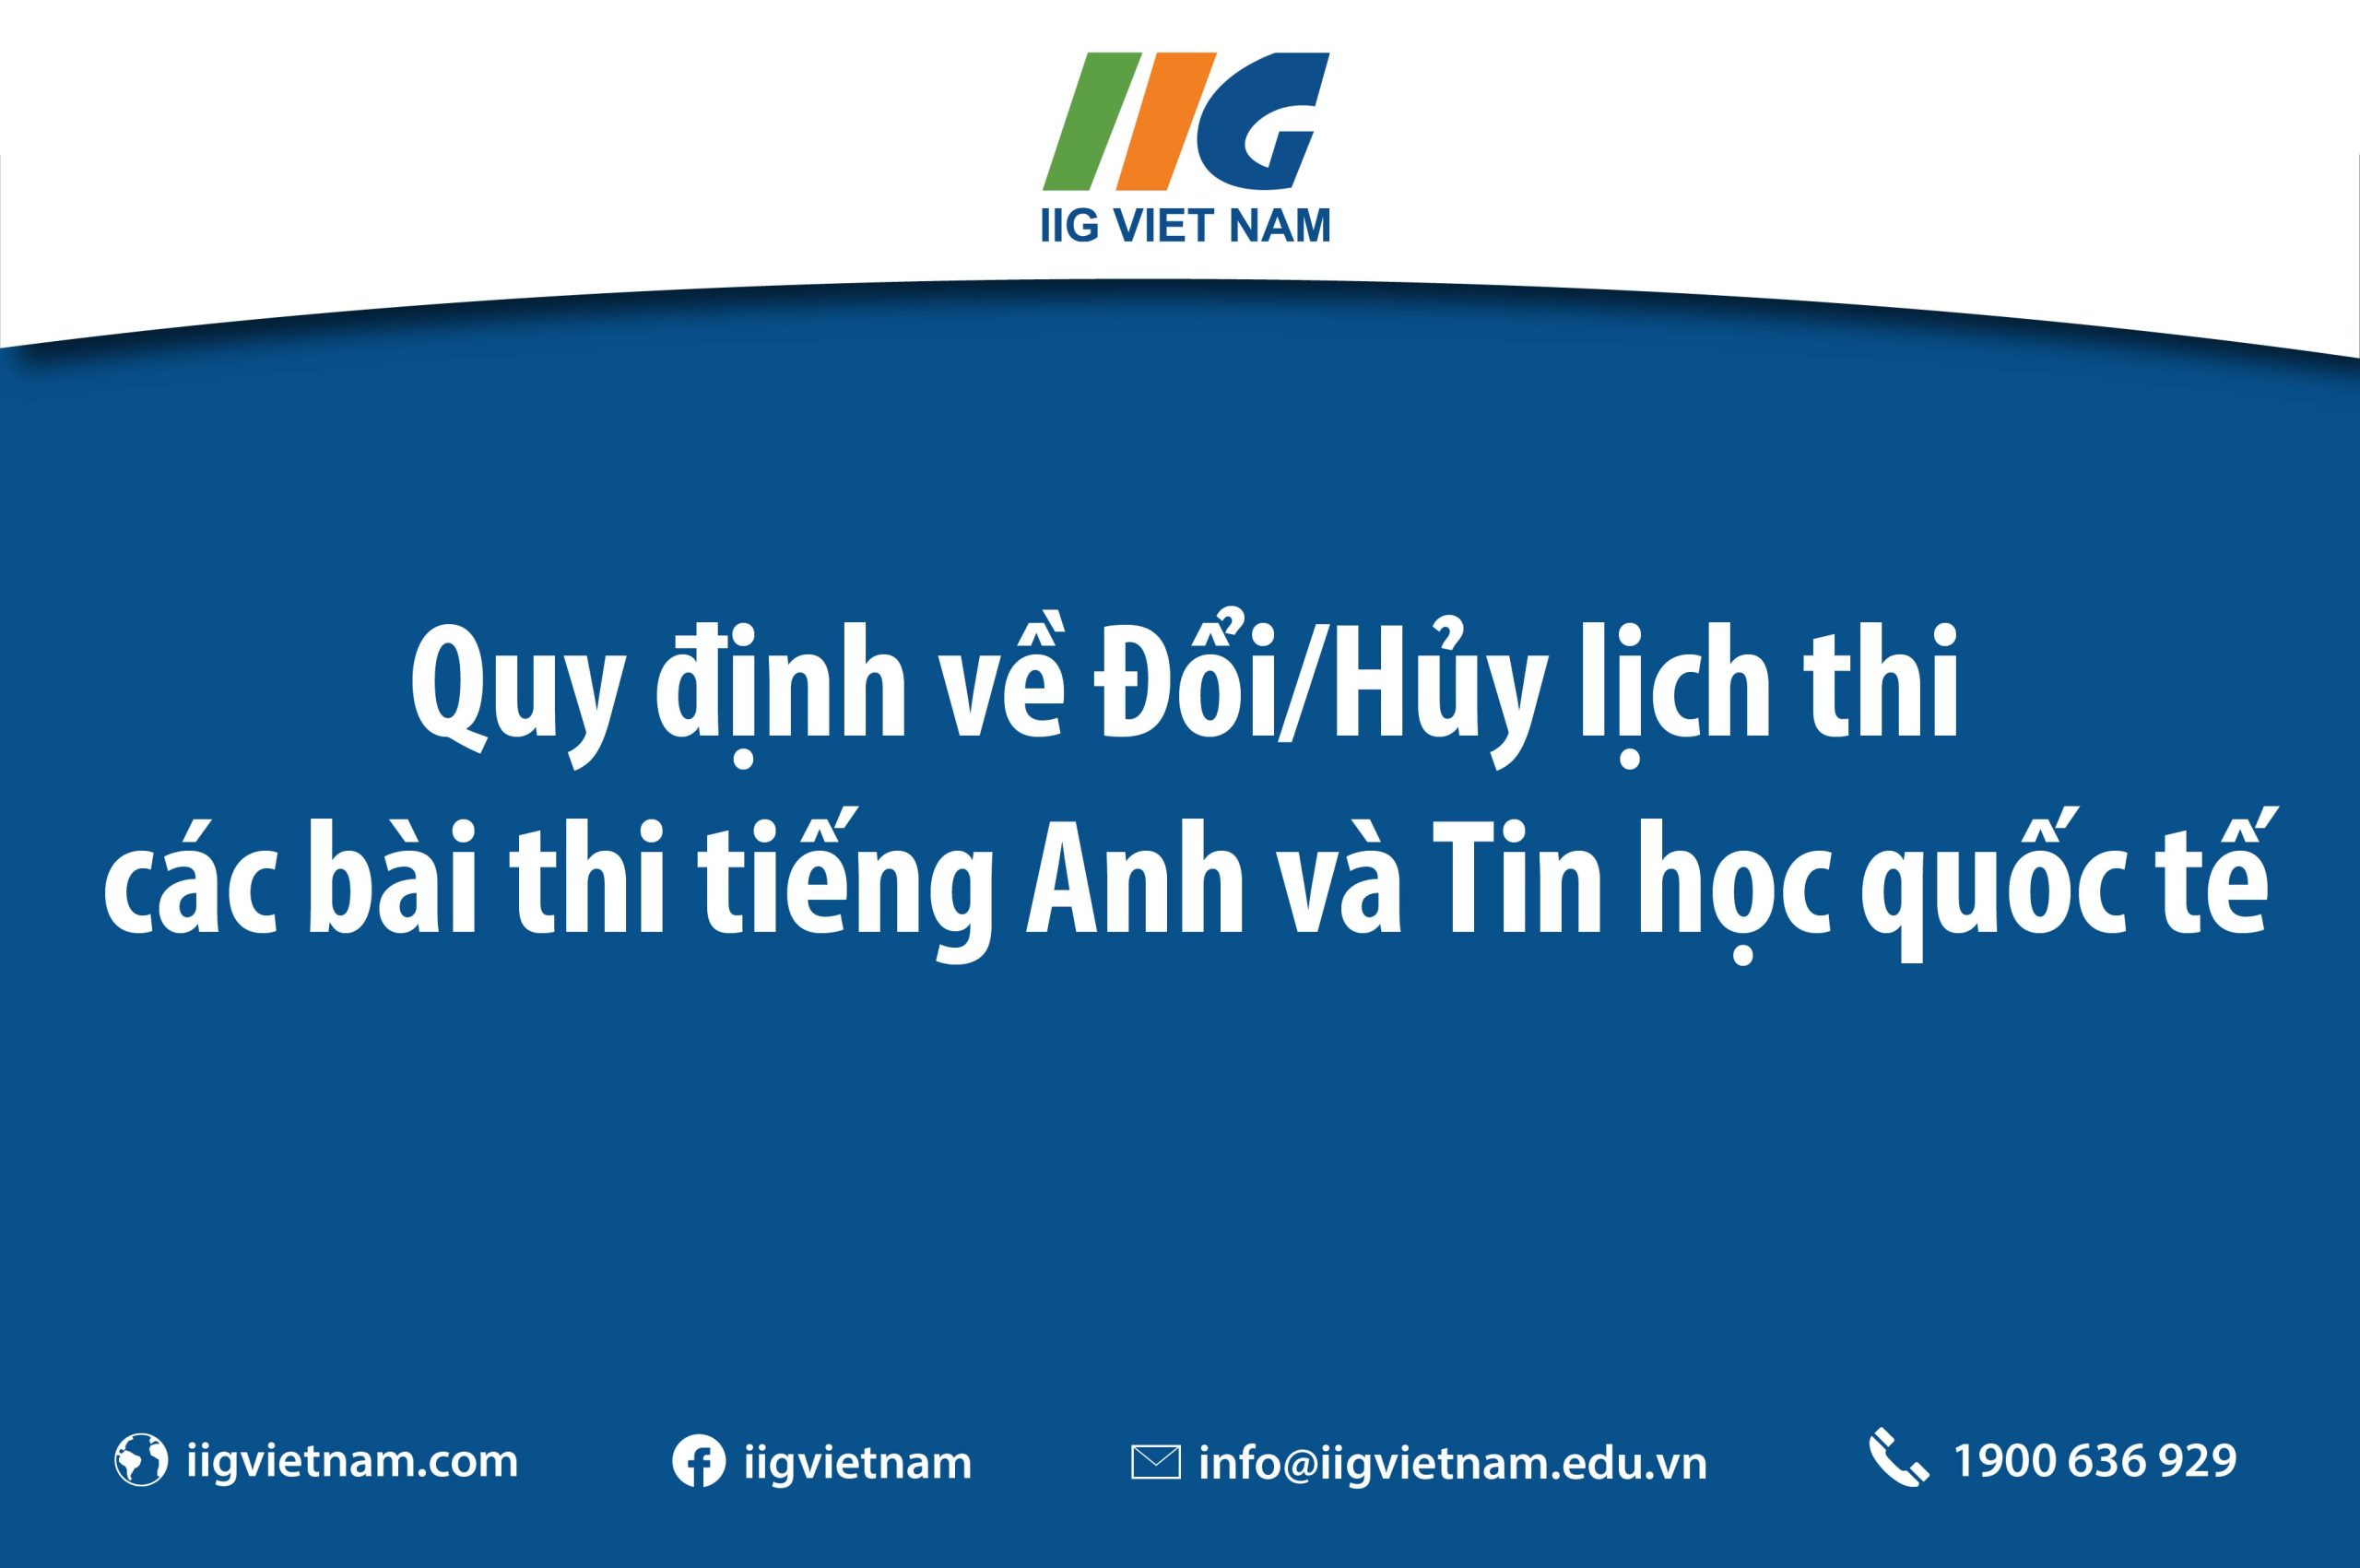 IIG
IIG VIET NAM
Quy định về Đổi/Hủy lịch thi
các bài thi tiếng Anh và Tin học quốc tế
iigvietnam.com
iigvietnam
info@iigvietnam.edu.vn
1900 636 929